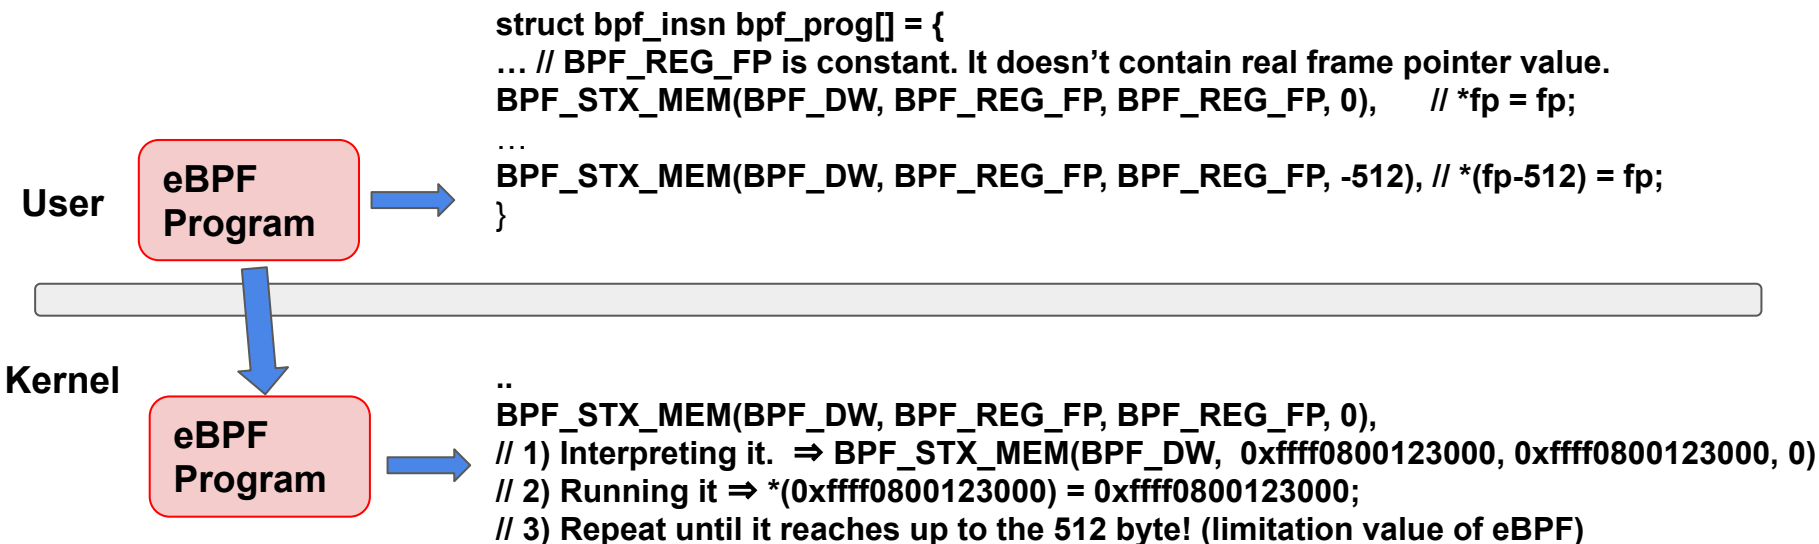 struct bpf_insn bpf_prog[] = {
… // BPF_REG_FP is constant. It doesn’t contain real frame pointer value.
BPF_STX_MEM(BPF_DW, BPF_REG_FP, BPF_REG_FP, 0),     // *fp = fp;
…
BPF_STX_MEM(BPF_DW, BPF_REG_FP, BPF_REG_FP, -512), // *(fp-512) = fp;
}
User
eBPF
Program
Kernel
eBPF
Program
..
BPF_STX_MEM(BPF_DW, BPF_REG_FP, BPF_REG_FP, 0),
// 1) Interpreting it.  ⇒ BPF_STX_MEM(BPF_DW,  0xffff0800123000, 0xffff0800123000, 0)
// 2) Running it ⇒ *(0xffff0800123000) = 0xffff0800123000;
// 3) Repeat until it reaches up to the 512 byte! (limitation value of eBPF)